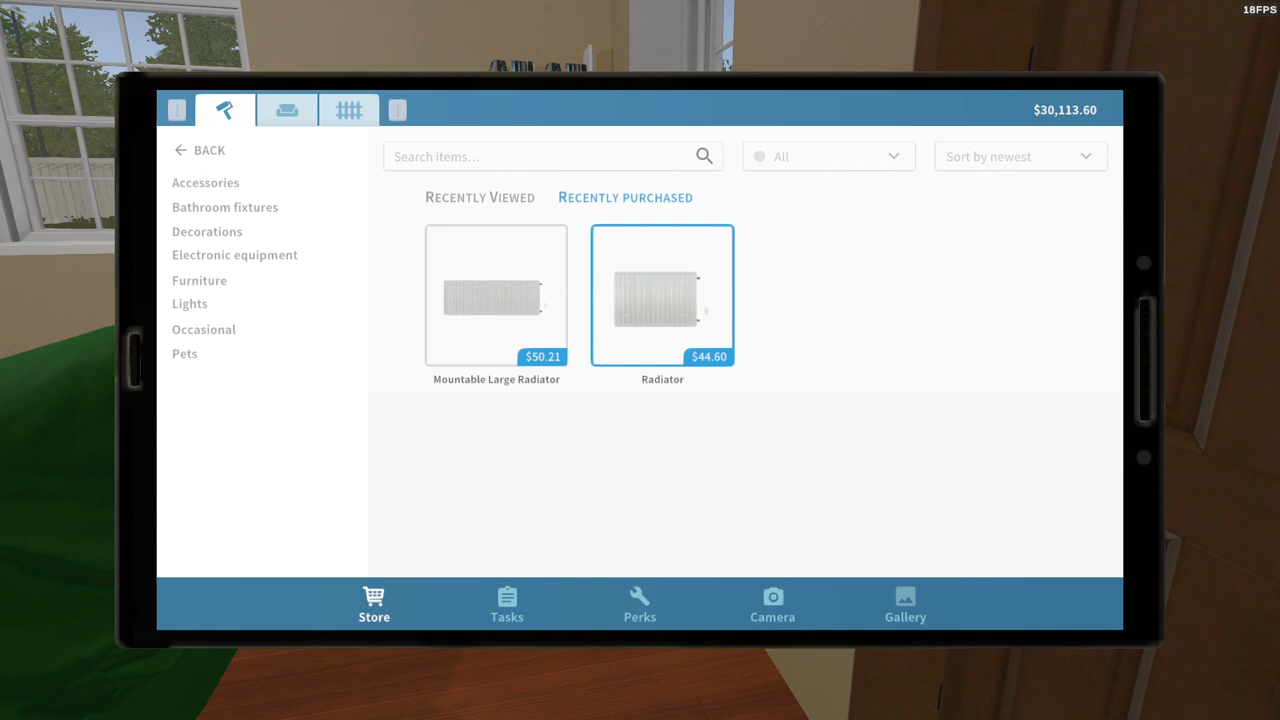 18FPS
$30,113.60
BACK
Accessories
Bathroom fixtures
Decorations
Electronic equipment
Furniture
Lights
Occasional
Pets
Search items...
All
Sort by newest
RECENTLY VIEWED
RECENTLY PURCHASED
$50.21
Mountable Large Radiator
$44.60
Radiator
Store
Tasks
Perks
Camera
Gallery